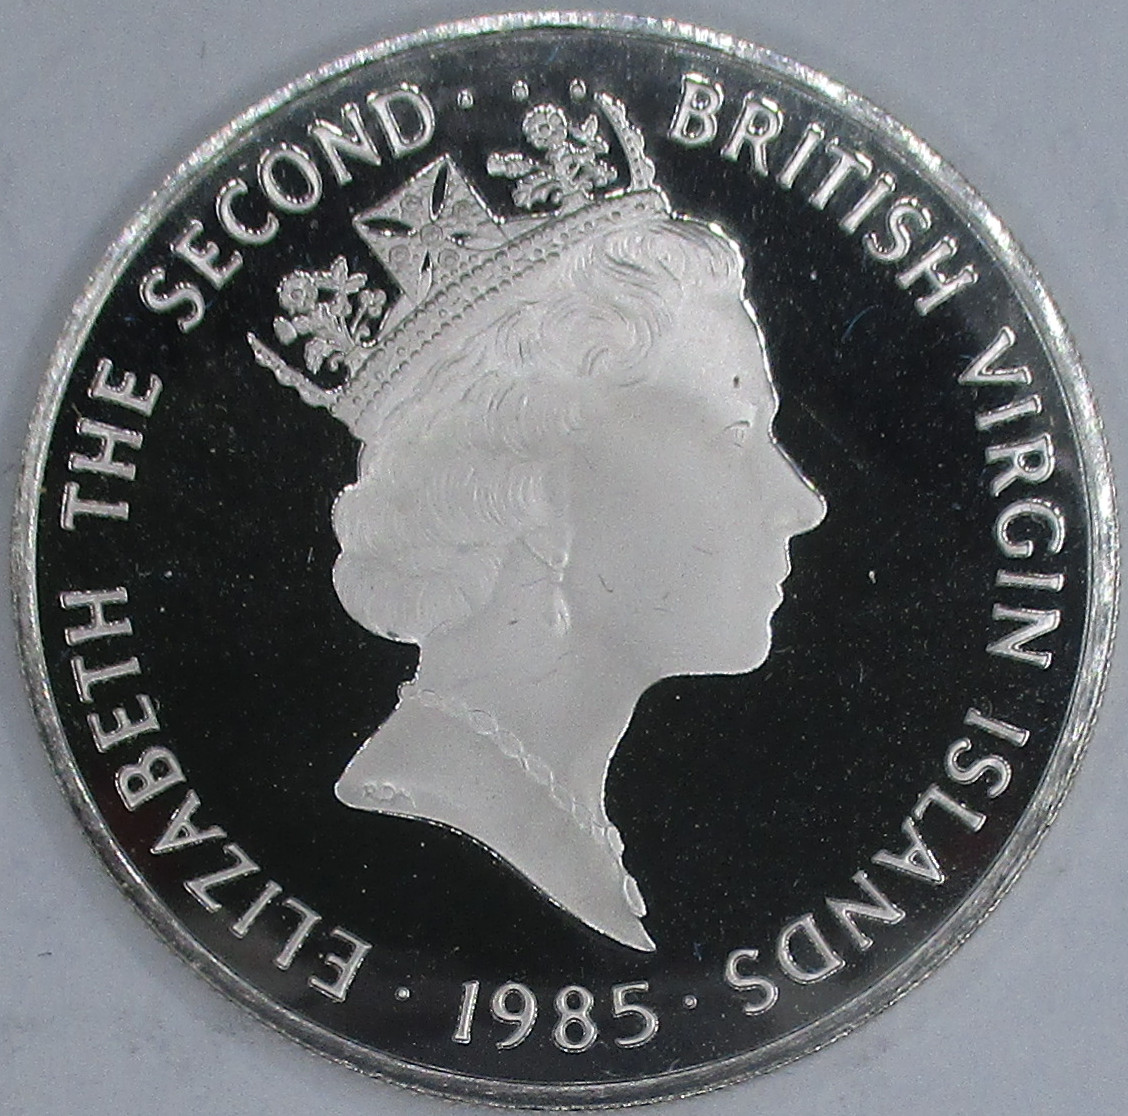 ELIZABETH THE SECOND · · · BRITISH VIRGIN ISLANDS
· 1985 ·
RDM